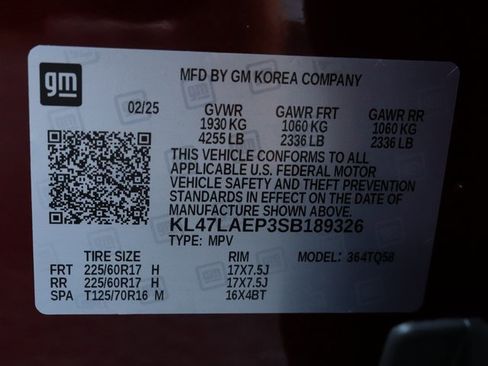 gm
MFD BY GM KOREA COMPANY
02/25 GVWR GAWR FRT GAWR RR
1930 KG 1060 KG 1060 KG
4255 LB 2336 LB 2336 LB
THIS VEHICLE CONFORMS TO ALL
APPLICABLE U.S. FEDERAL MOTOR
VEHICLE SAFETY AND THEFT PREVENTION
STANDARDS IN EFFECT ON THE DATE OF
MANUFACTURE SHOWN ABOVE.
KL47LAEP3SB189326
TYPE: MPV
TIRE SIZE RIM MODEL: 364TQ58
FRT 225/60R17 H 17X7.5J
RR 225/60R17 H 17X7.5J
SPA T125/70R16 M 16X4BT